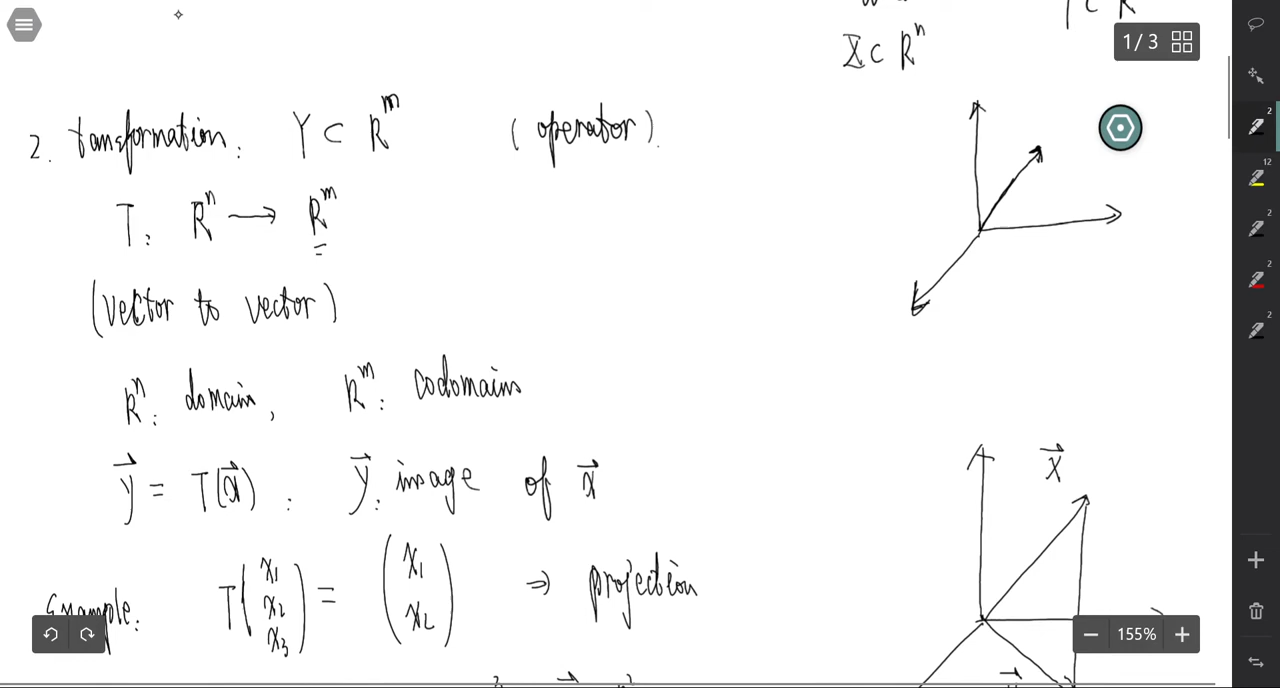 X ⊂ Rⁿ
1 / 3
2. transformation: Y ⊂ Rᵐ (operator).
T: Rⁿ → Rᵐ
(vector to vector)
Rⁿ: domain, Rᵐ: codomains
y⃗ = T(x⃗). y⃗: image of x⃗
x⃗
Example: T(x₁ x₂ x₃) = (x₁ x₂) ⇒ projection
155%